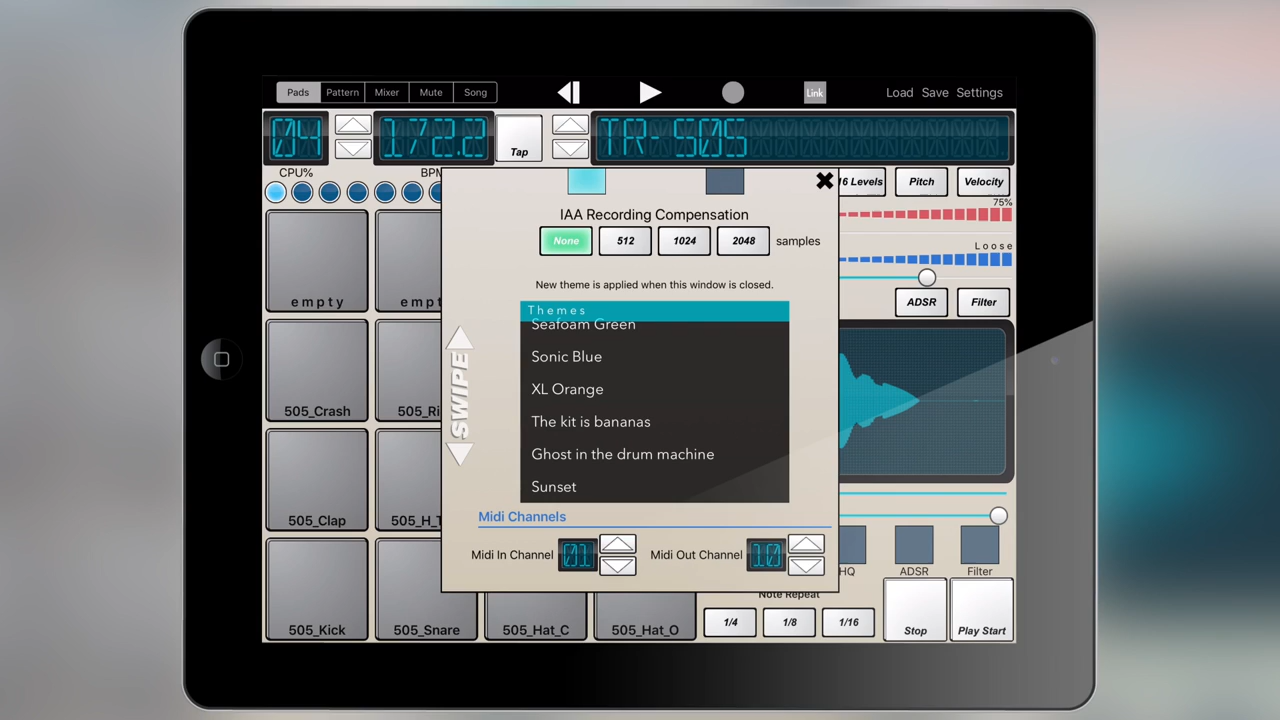 Pads Pattern Mixer Mute Song Link Load Save Settings
04 172.2 Tap TR-505
CPU% BPM
16 Levels Pitch Velocity
75%
IAA Recording Compensation
None 512 1024 2048 samples
Loose
New theme is applied when this window is closed.
Themes
Seafoam Green
Sonic Blue
XL Orange
The kit is bananas
Ghost in the drum machine
Sunset
SWIPE
ADSR Filter
empty
505_Crash
505_Clap
Midi Channels
Midi In Channel 01 Midi Out Channel 10
HQ ADSR Filter
Note Repeat
1/4 1/8 1/16 Stop Play Start
505_Kick 505_Snare 505_Hat_C 505_Hat_O